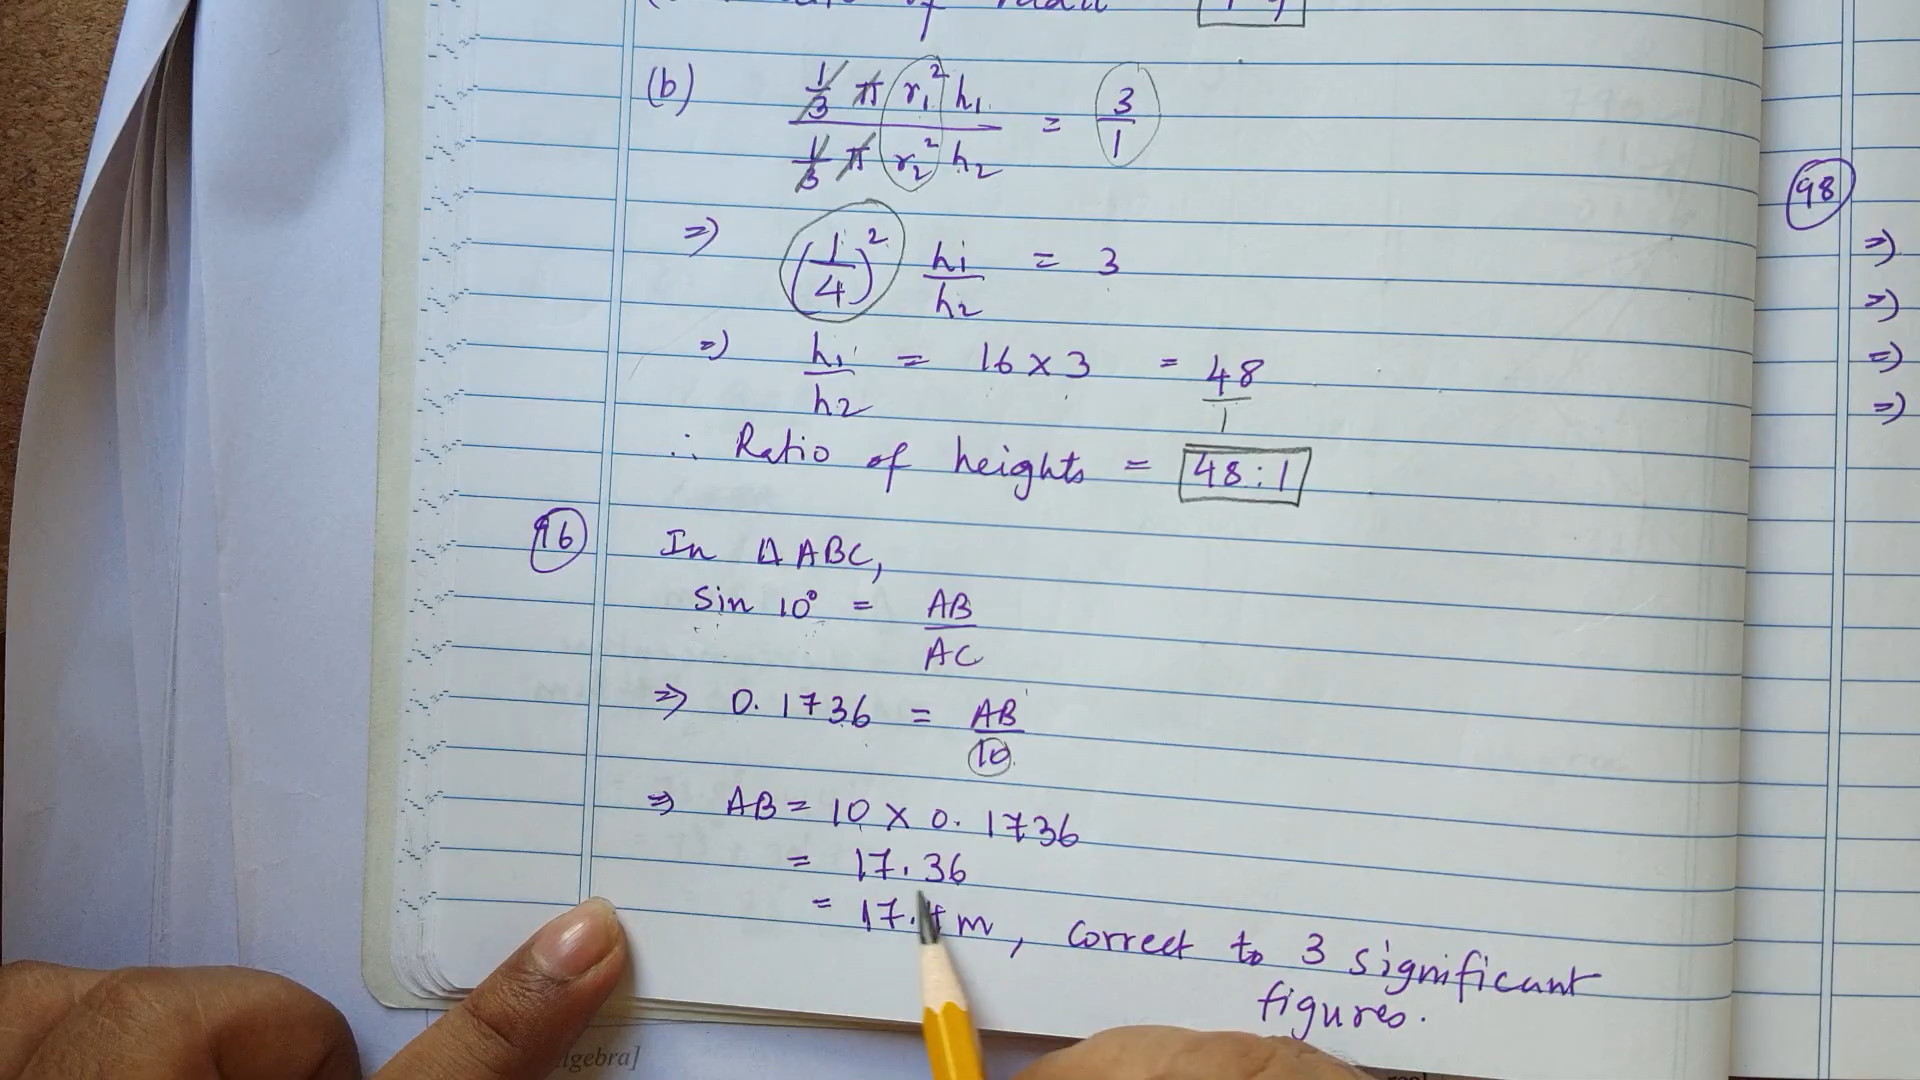 (b) 1/3 π r₁² h₁ / 1/3 π r₂² h₂ = 3/1
98
⇒ (1/4)² h₁/h₂ = 3
⇒ h₁/h₂ = 16 × 3 = 48/1
∴ Ratio of heights = 48 : 1
96 In Δ ABC,
Sin 10° = AB/AC
⇒ 0.1736 = AB/10
⇒ AB = 10 × 0.1736
= 17.36
= 17.4 m, correct to 3 significant
figures.
lgebra]